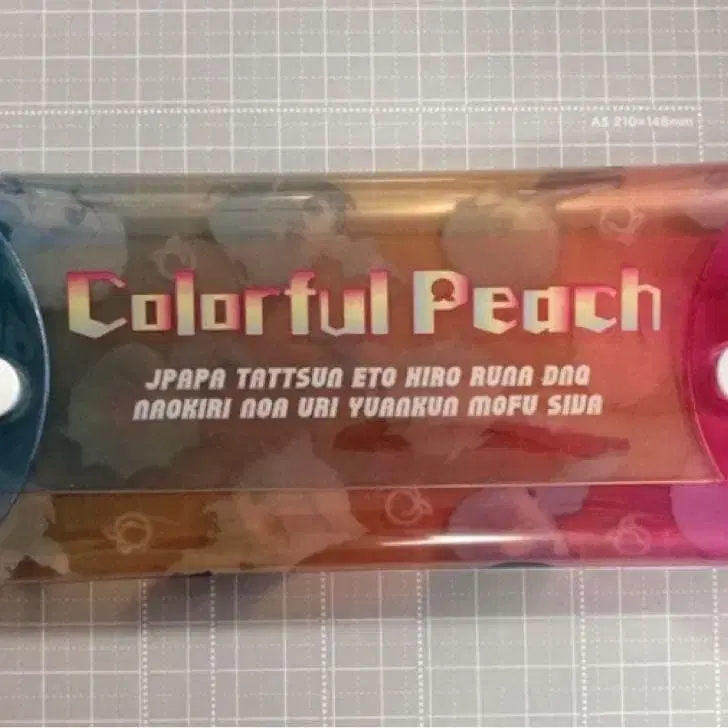 A5 210×148mm
Colorful Peach
JPAPA TATTSUN ETO HIRO RUNA DNQ
NAOKIRI NOA URI YUANKUN MOFU SIVA